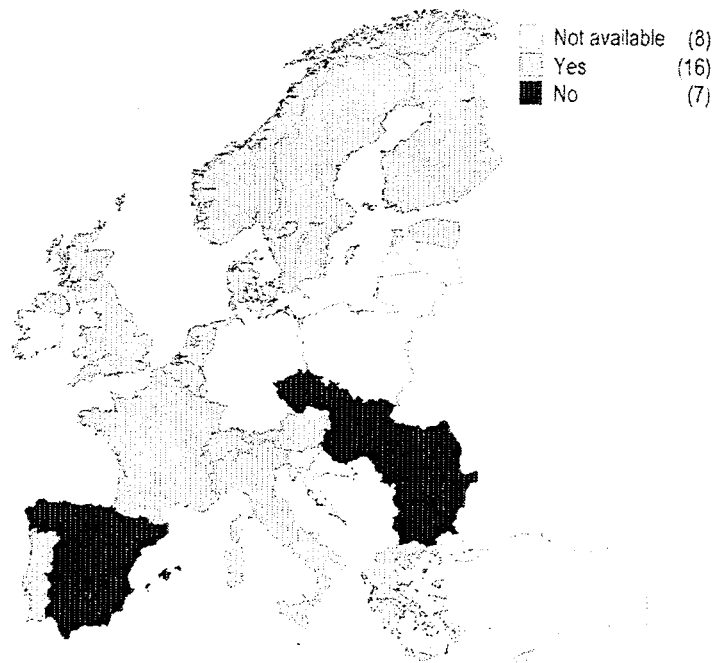 Not available (8)
Yes (16)
No (7)